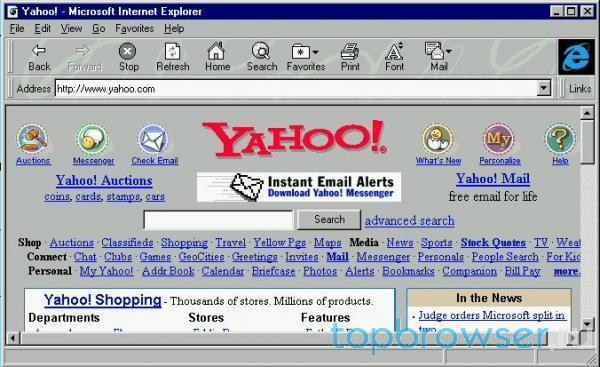 Yahoo! - Microsoft Internet Explorer
File Edit View Go Favorites Help
Back Forward Stop Refresh Home Search Favorites Print Font Mail
Address http://www.yahoo.com Links
YAHOO!
Auctions Messenger Check Email What's New My Personalize ? Help
Yahoo! Auctions
coins, cards, stamps, cars
Instant Email Alerts
Download Yahoo! Messenger
Yahoo! Mail
free email for life
Search advanced search
Shop · Auctions · Classifieds · Shopping · Travel · Yellow Pgs · Maps Media · News · Sports · Stock Quotes · TV · Weat
Connect · Chat · Clubs · Games · GeoCities · Greetings · Invites · Mail · Messenger · Personals · People Search · For Kid
Personal · My Yahoo! · Addr Book · Calendar · Briefcase · Photos · Alerts · Bookmarks · Companion · Bill Pay more.
Yahoo! Shopping - Thousands of stores. Millions of products.
Departments Stores Features
In the News
· Judge orders Microsoft split in
two
topbrowser.ru